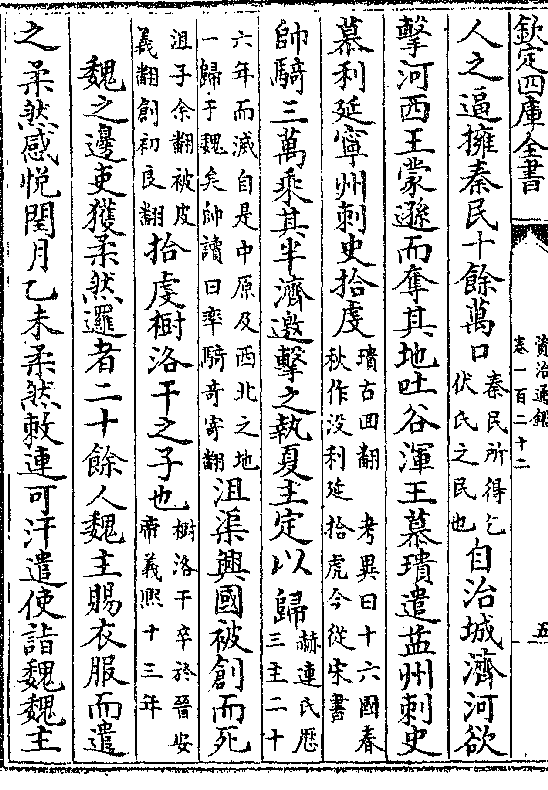 欽定四庫全書
資治通鑑
卷一百二十二
五
人之逼擁秦民十餘萬口秦民所得乞
伏氏之民也自治城濟河欲
擊河西王蒙遜而奪其地吐谷渾王慕璝遣益州刺史
慕利延寧州刺史拾虔璝古回翻 考異曰十六國春
秋作没利延 拾虎今從宋書
帥騎三萬乘其半濟邀擊之執夏主定以歸赫連氏歷
三主二十
六年而滅自是中原及西北之地
一歸于魏矣帥讀曰率騎奇寄翻沮渠興國被創而死
沮子余翻被皮
義翻創初良翻拾虔樹洛干之子也樹洛干卒於晉安
帝義熙十三年
魏之邊吏獲柔然邏者二十餘人魏主賜衣服而遣
之柔然感悦閏月乙未柔然敕連可汗遣使詣魏魏主